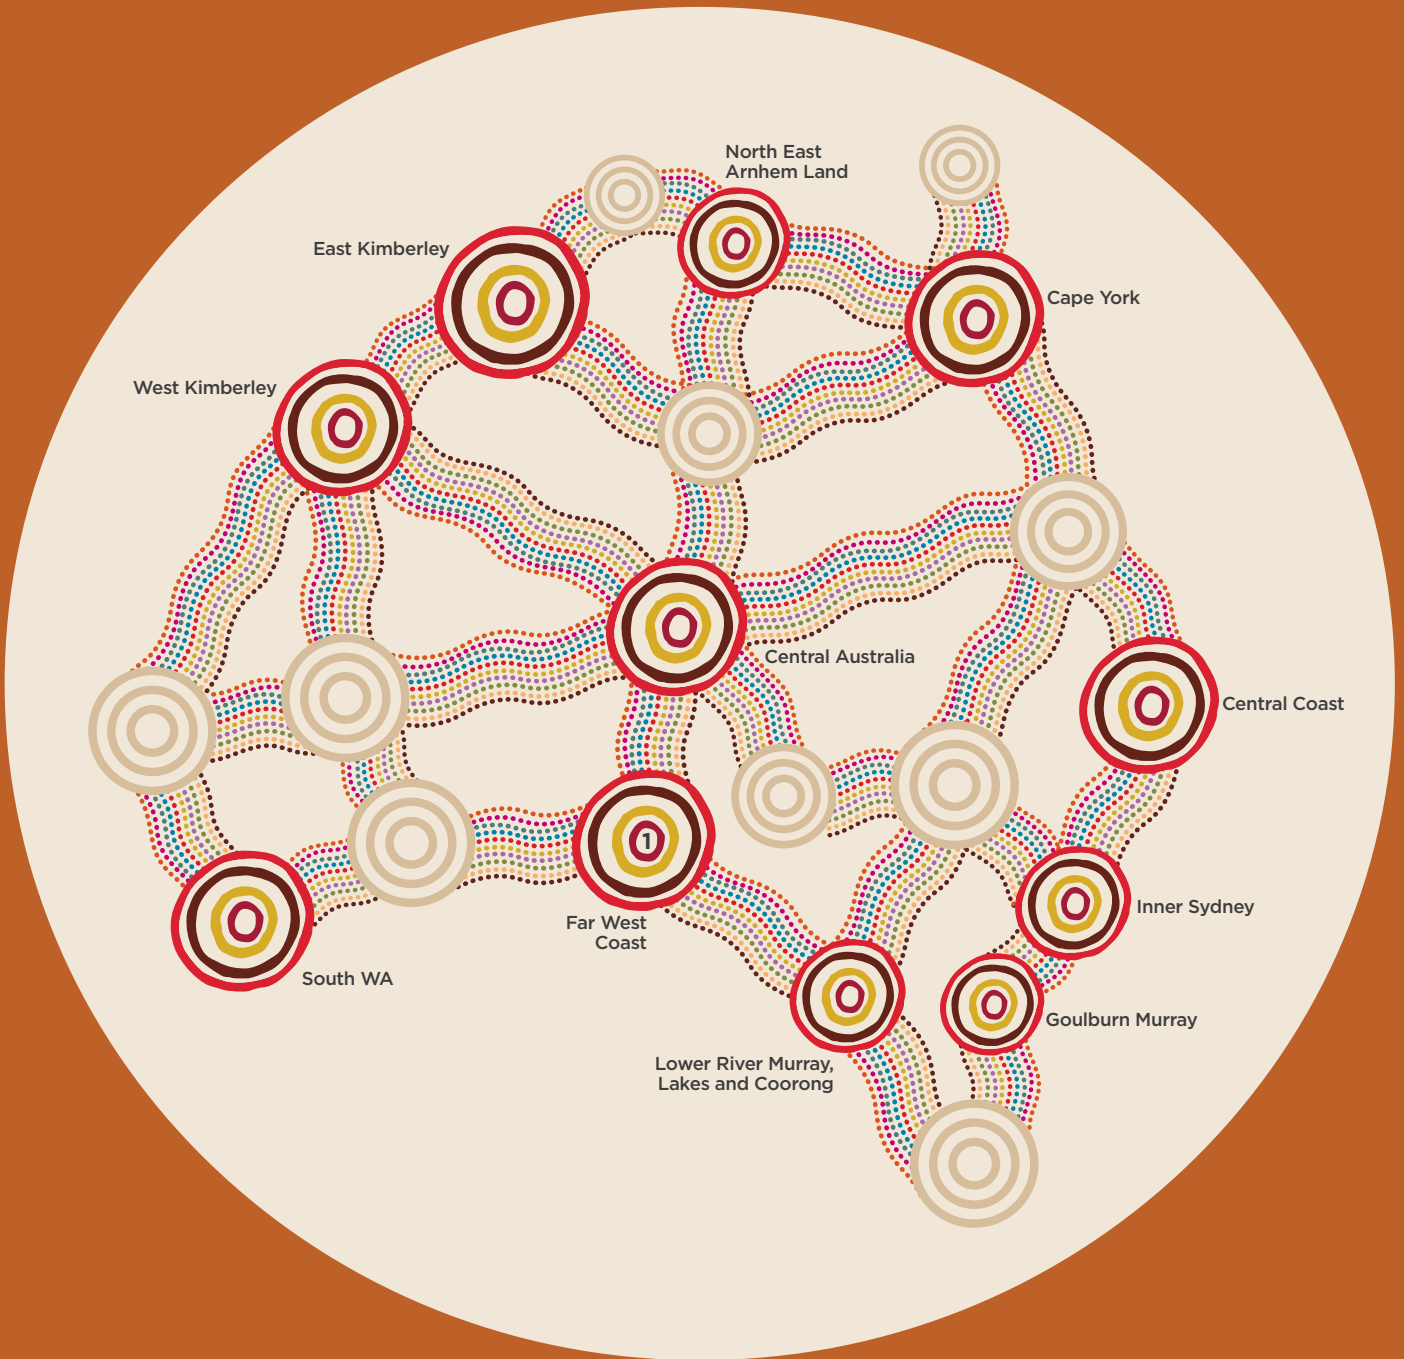 North East
Arnhem Land
East Kimberley
Cape York
West Kimberley
Central Australia
Central Coast
1
Far West
Coast
Inner Sydney
South WA
Goulburn Murray
Lower River Murray,
Lakes and Coorong